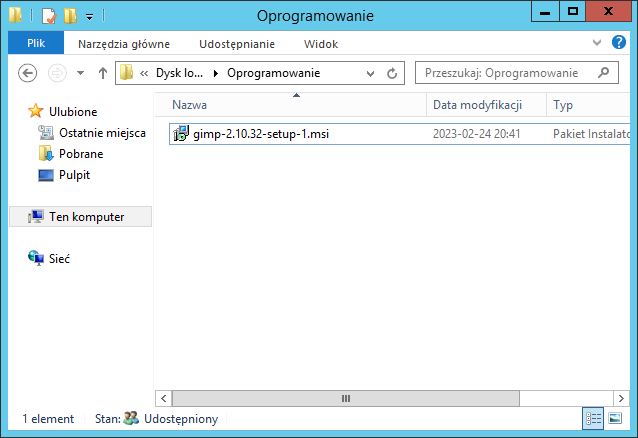 Oprogramowanie
Plik Narzędzia główne Udostępnianie Widok
« Dysk lo... Oprogramowanie Przeszukaj: Oprogramowanie
Nazwa Data modyfikacji Typ
Ulubione
Ostatnie miejsca
Pobrane
Pulpit
Ten komputer
Sieć
gimp-2.10.32-setup-1.msi 2023-02-24 20:41 Pakiet Instalato
1 element Stan: Udostępniony